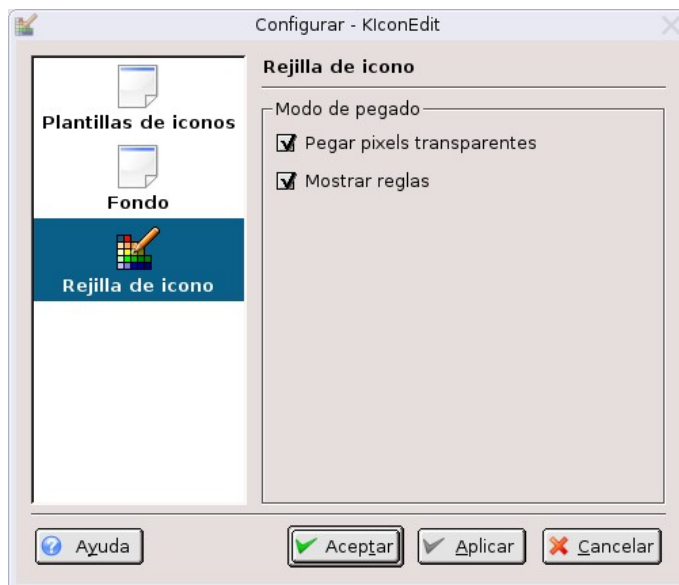 Configurar - KIconEdit
Plantillas de iconos
Fondo
Rejilla de icono
Rejilla de icono
Modo de pegado
Pegar pixels transparentes
Mostrar reglas
Ayuda
Aceptar
Aplicar
Cancelar